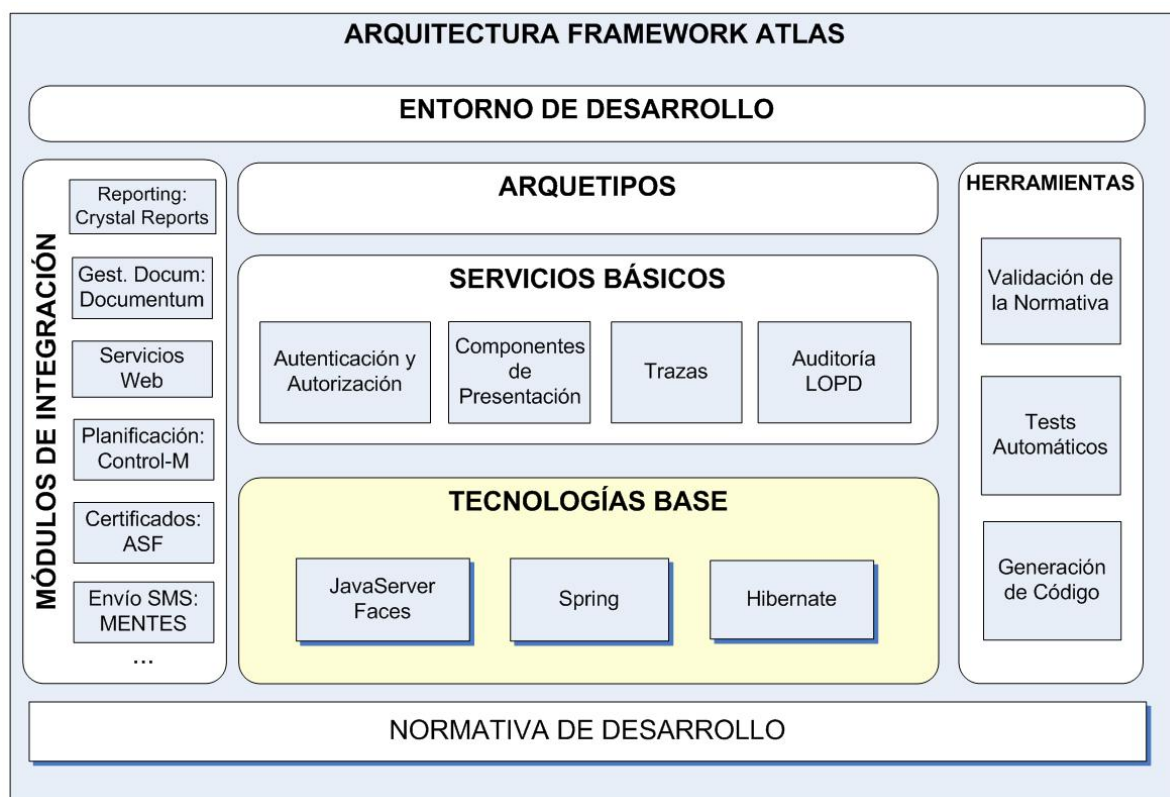 ARQUITECTURA FRAMEWORK ATLAS
ENTORNO DE DESARROLLO
MÓDULOS DE INTEGRACIÓN
Reporting:
Crystal Reports
Gest. Docum:
Documentum
Servicios
Web
Planificación:
Control-M
Certificados:
ASF
Envío SMS:
MENTES
...
ARQUETIPOS
SERVICIOS BÁSICOS
Autenticación y
Autorización
Componentes
de
Presentación
Trazas
Auditoría
LOPD
TECNOLOGÍAS BASE
JavaServer
Faces
Spring
Hibernate
HERRAMIENTAS
Validación de
la Normativa
Tests
Automáticos
Generación
de Código
NORMATIVA DE DESARROLLO